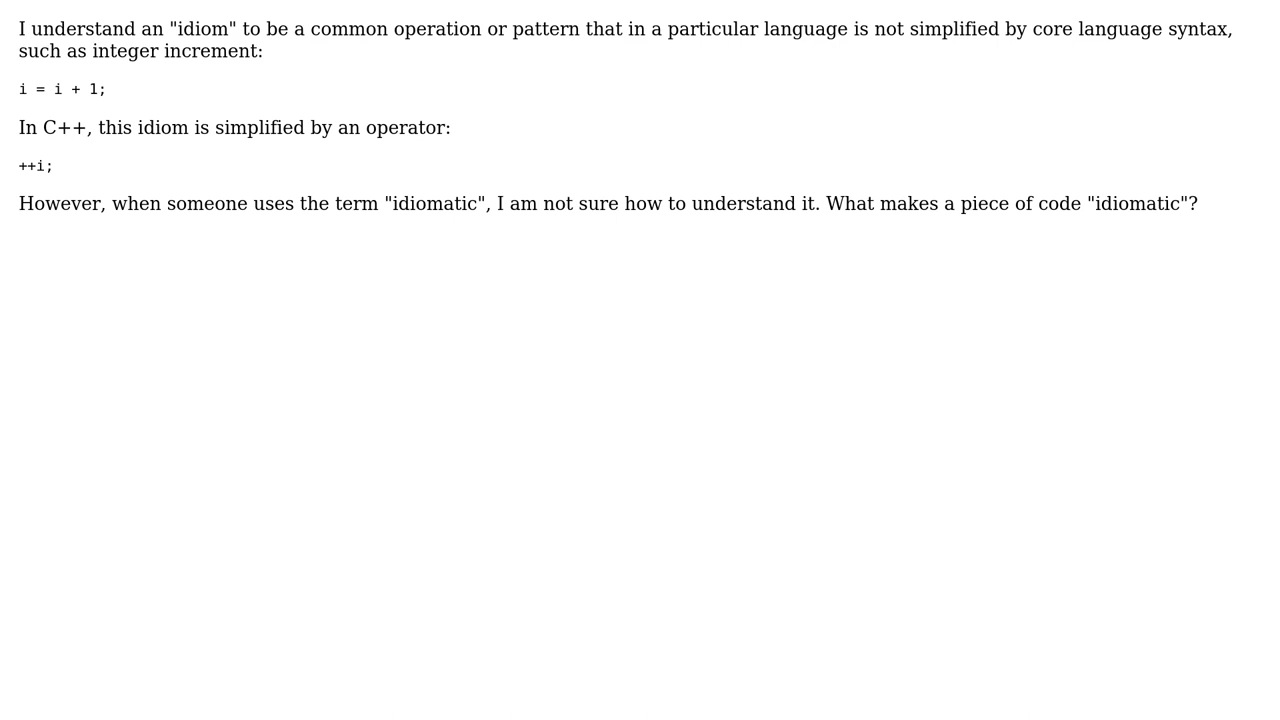 I understand an "idiom" to be a common operation or pattern that in a particular language is not simplified by core language syntax,
such as integer increment:
i = i + 1;
In C++, this idiom is simplified by an operator:
++i;
However, when someone uses the term "idiomatic", I am not sure how to understand it. What makes a piece of code "idiomatic"?